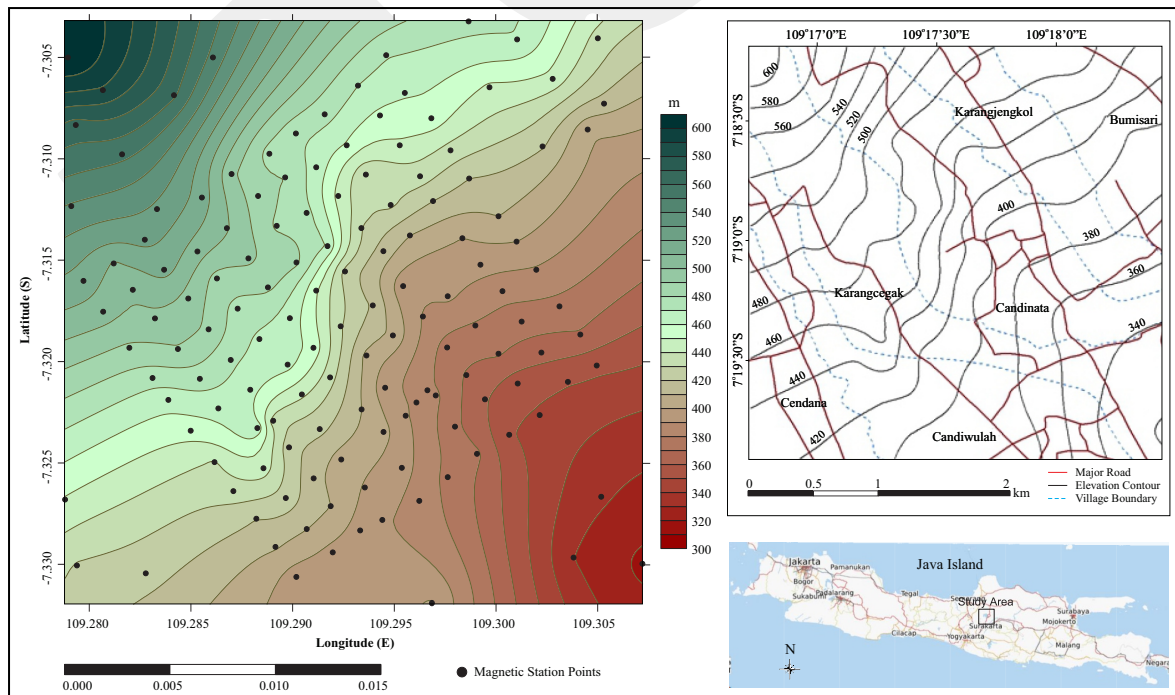 -7.305
-7.310
-7.315
-7.320
-7.325
-7.330
Latitude (S)
109.280 109.285 109.290 109.295 109.300 109.305
Longitude (E)
0.000 0.005 0.010 0.015
Magnetic Station Points
m
600
580
560
540
520
500
480
460
440
420
400
380
360
340
320
300
109°17'0"E 109°17'30"E 109°18'0"E
7°18'30"S
7°19'0"S
7°19'30"S
600
580
560
540
520
500
Karangjengkol
Bumisari
400
380
360
340
480
460
440
420
Karangcegak
Candinata
Cendana
Candiwulah
Major Road
Elevation Contour
Village Boundary
0 0.5 1 2
km
Java Island
Jakarta
Pamanukan
Bogor
Sukabumi
Padalarang
Tegal
Study Area
Surakarta
Cilacap
Yogyakarta
Surabaya
Mojokerto
Malang
Negara
N